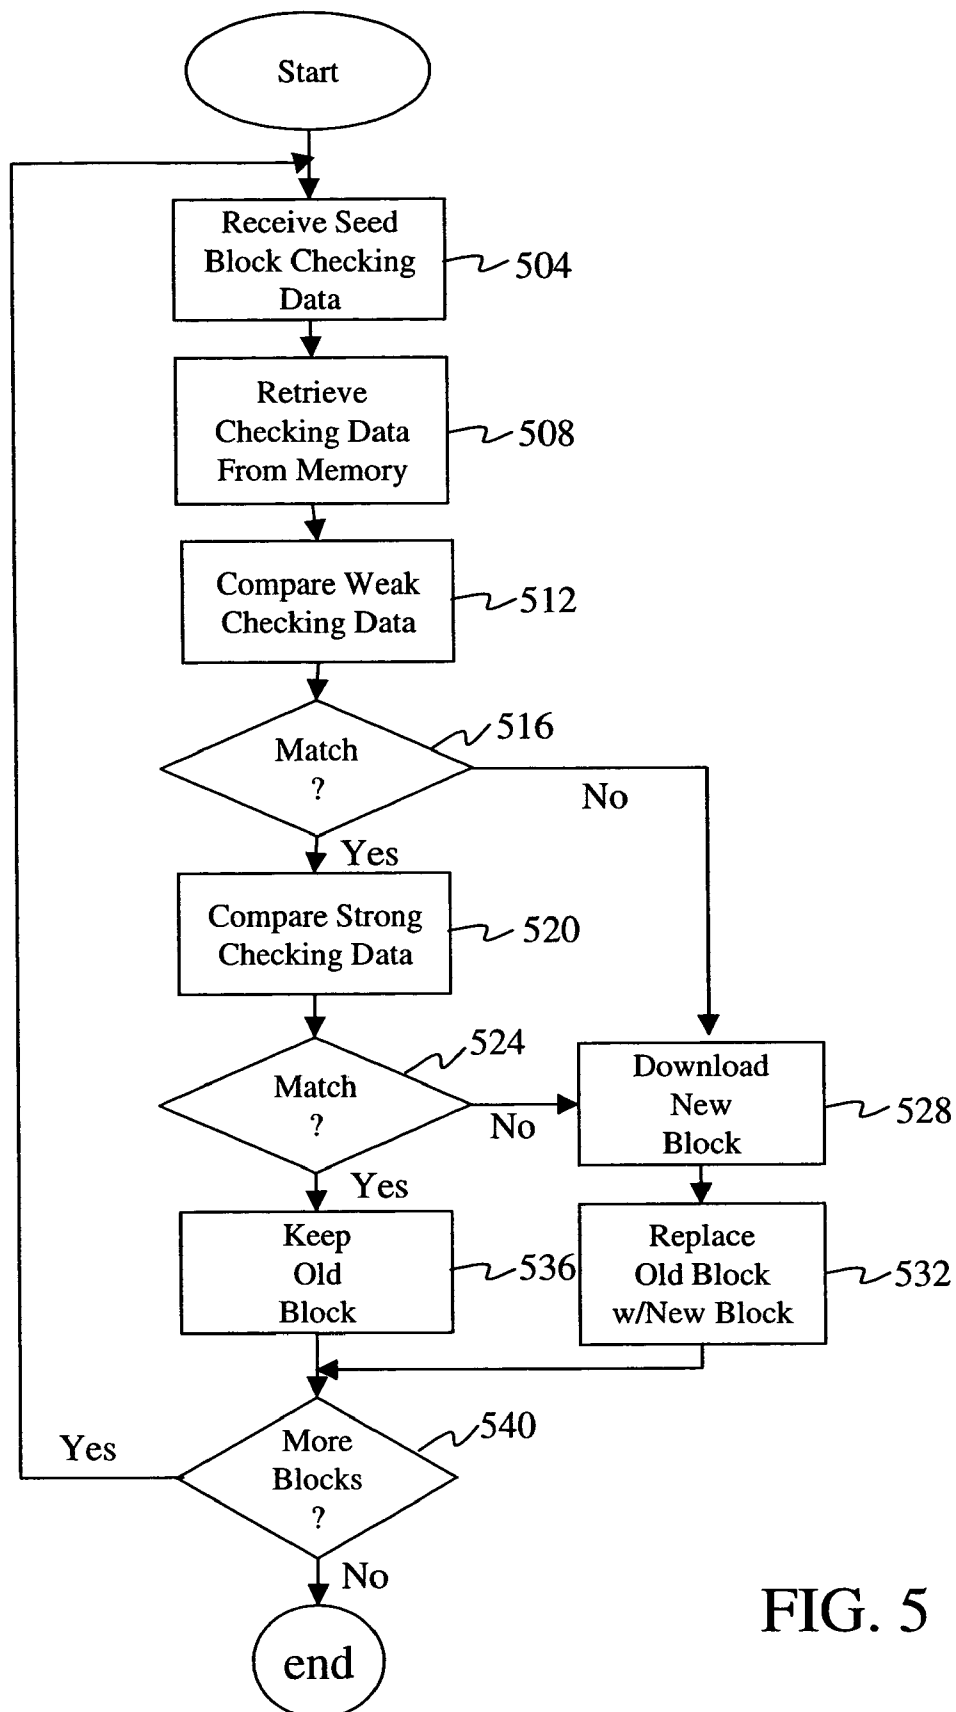 Start
Receive Seed
Block Checking
Data
504
Retrieve
Checking Data
From Memory
508
Compare Weak
Checking Data
512
Match
?
516
No
Yes
Compare Strong
Checking Data
520
Match
?
524
No
Yes
Download
New
Block
528
Keep
Old
Block
536
Replace
Old Block
w/New Block
532
More
Blocks
?
540
Yes
No
end
FIG. 5